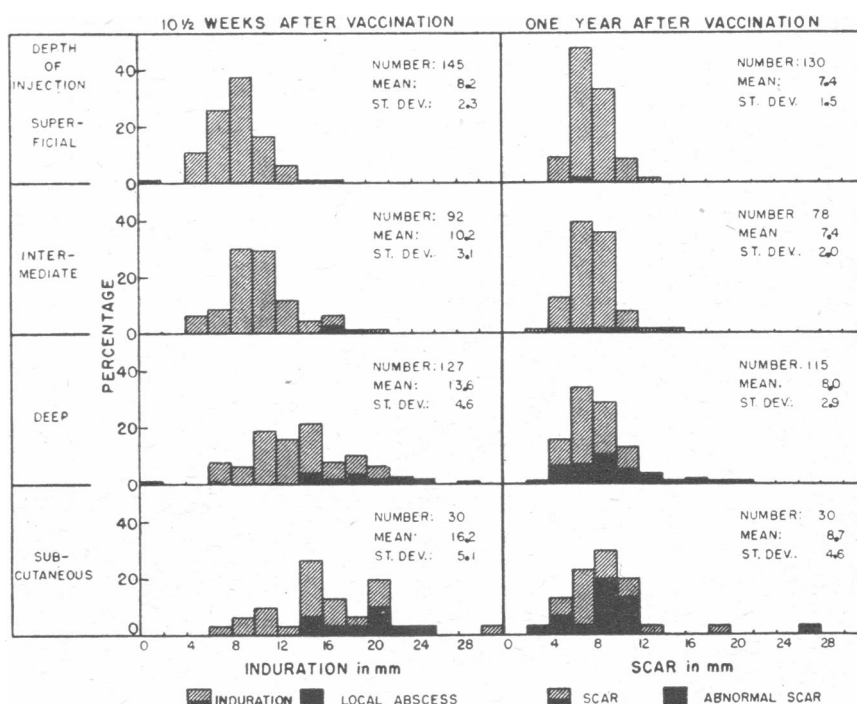 10½ WEEKS AFTER VACCINATION
ONE YEAR AFTER VACCINATION
DEPTH
OF
INJECTION
SUPER-
FICIAL
40
20
0
NUMBER: 145
MEAN: 8.2
ST. DEV.: 2.3
NUMBER: 130
MEAN: 7.4
ST. DEV. 1.5
INTER-
MEDIATE
40
20
0
NUMBER: 92
MEAN: 10.2
ST. DEV.: 3.1
NUMBER 78
MEAN 7.4
ST. DEV.: 2.0
PERCENTAGE
DEEP
40
20
0
NUMBER: 127
MEAN: 13.6
ST. DEV.: 4.6
NUMBER: 115
MEAN: 8.0
ST. DEV.: 2.9
SUB-
CUTANEOUS
40
20
0
NUMBER: 30
MEAN: 16.2
ST. DEV.: 5.1
NUMBER: 30
MEAN: 8.7
ST. DEV.: 4.6
0 4 8 12 16 20 24 28
0 4 8 12 16 20 24 28
INDURATION in mm
SCAR in mm
INDURATION LOCAL ABSCESS SCAR ABNORMAL SCAR